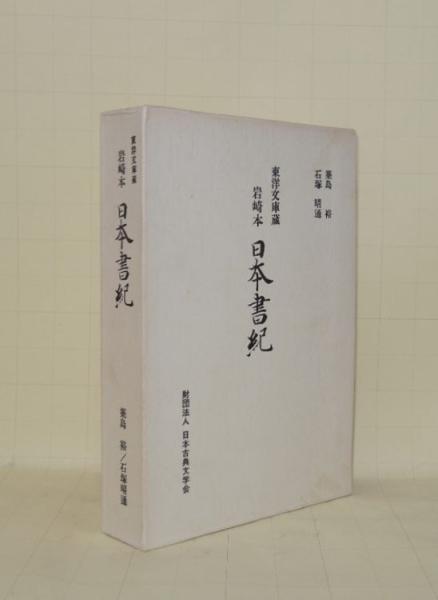 築島 裕
石塚 晴通
東洋文庫蔵
岩崎本 日本書紀
財団法人 日本古典文学会
東洋文庫蔵
岩崎本 日本書紀
築島 裕/石塚晴通